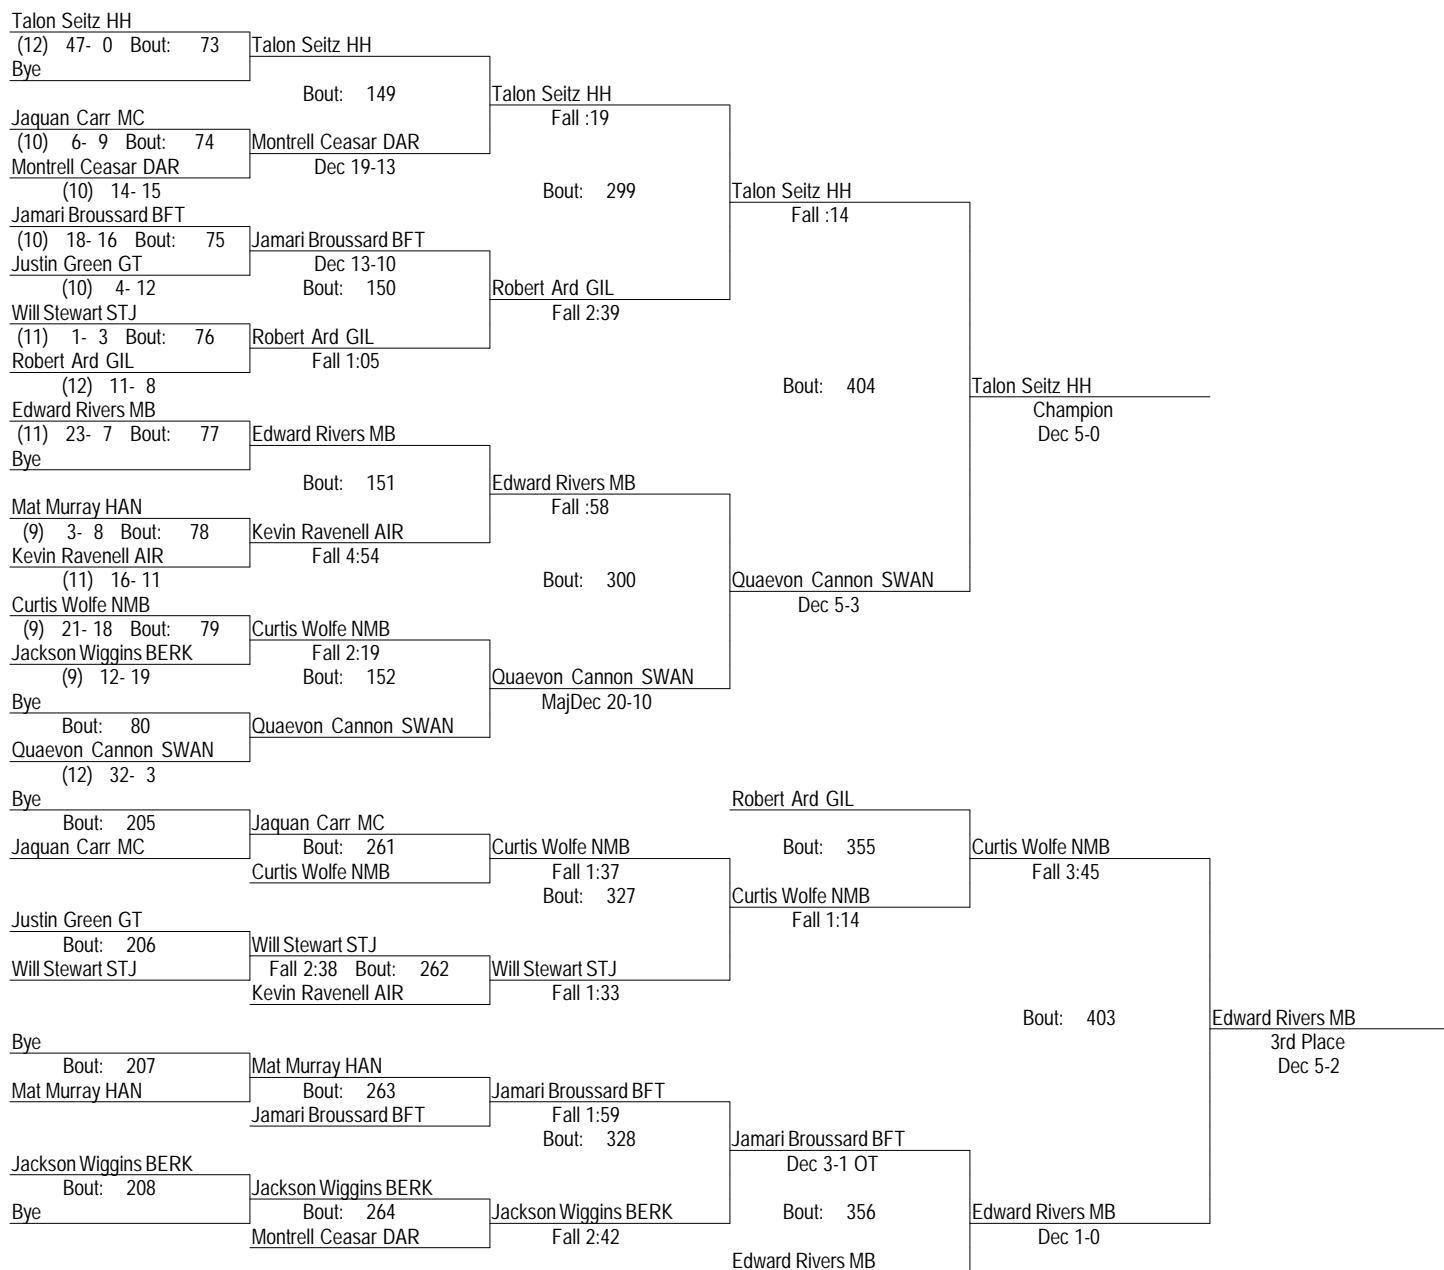 Talon Seitz HH
(12) 47- 0 Bout: 73 Talon Seitz HH
Bye
Bout: 149 Talon Seitz HH
Jaquan Carr MC Fall :19
(10) 6- 9 Bout: 74 Montrell Ceasar DAR
Montrell Ceasar DAR Dec 19-13
(10) 14- 15 Bout: 299 Talon Seitz HH
Jamari Broussard BFT Fall :14
(10) 18- 16 Bout: 75 Jamari Broussard BFT
Justin Green GT Dec 13-10
(10) 4- 12 Bout: 150 Robert Ard GIL
Will Stewart STJ Fall 2:39
(11) 1- 3 Bout: 76 Robert Ard GIL
Robert Ard GIL Fall 1:05
(12) 11- 8 Bout: 404 Talon Seitz HH
Edward Rivers MB Champion
(11) 23- 7 Bout: 77 Edward Rivers MB Dec 5-0
Bye
Bout: 151 Edward Rivers MB
Mat Murray HAN Fall :58
(9) 3- 8 Bout: 78 Kevin Ravenell AIR
Kevin Ravenell AIR Fall 4:54
(11) 16- 11 Bout: 300 Quaevon Cannon SWAN
Curtis Wolfe NMB Dec 5-3
(9) 21- 18 Bout: 79 Curtis Wolfe NMB
Jackson Wiggins BERK Fall 2:19
(9) 12- 19 Bout: 152 Quaevon Cannon SWAN
Bye MajDec 20-10
Bout: 80 Quaevon Cannon SWAN
Quaevon Cannon SWAN
(12) 32- 3
Bye Robert Ard GIL
Bout: 205 Jaquan Carr MC
Jaquan Carr MC Bout: 261 Curtis Wolfe NMB Bout: 355 Curtis Wolfe NMB
Curtis Wolfe NMB Fall 1:37 Fall 3:45
Bout: 327 Curtis Wolfe NMB
Justin Green GT Fall 1:14
Bout: 206 Will Stewart STJ
Will Stewart STJ Fall 2:38 Bout: 262 Will Stewart STJ
Kevin Ravenell AIR Fall 1:33
Bout: 403 Edward Rivers MB
Bye 3rd Place
Bout: 207 Mat Murray HAN Dec 5-2
Mat Murray HAN Bout: 263 Jamari Broussard BFT
Jamari Broussard BFT Fall 1:59
Bout: 328 Jamari Broussard BFT
Jackson Wiggins BERK Dec 3-1 OT
Bout: 208 Jackson Wiggins BERK
Bye Bout: 264 Jackson Wiggins BERK Bout: 356 Edward Rivers MB
Montrell Ceasar DAR Fall 2:42 Dec 1-0
Edward Rivers MB